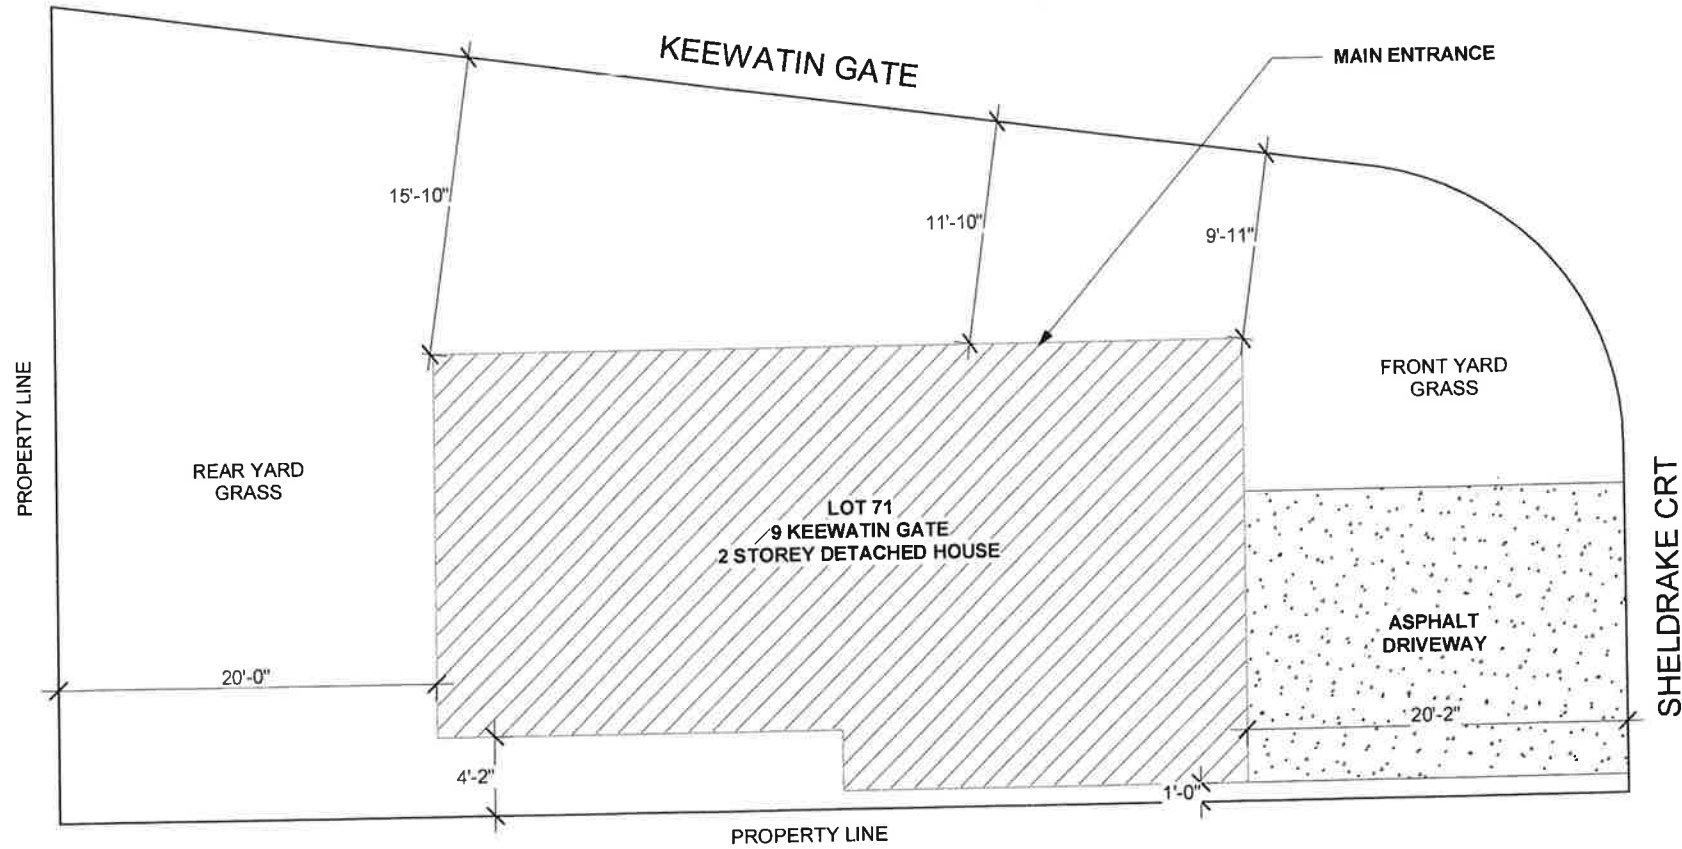 KEEWATIN GATE
MAIN ENTRANCE
15'-10"
11'-10"
9'-11"
FRONT YARD
GRASS
PROPERTY LINE
REAR YARD
GRASS
LOT 71
9 KEEWATIN GATE
2 STOREY DETACHED HOUSE
SHELDRAKE CRT
ASPHALT
DRIVEWAY
20'-0"
20'-2"
4'-2"
1'-0"
PROPERTY LINE